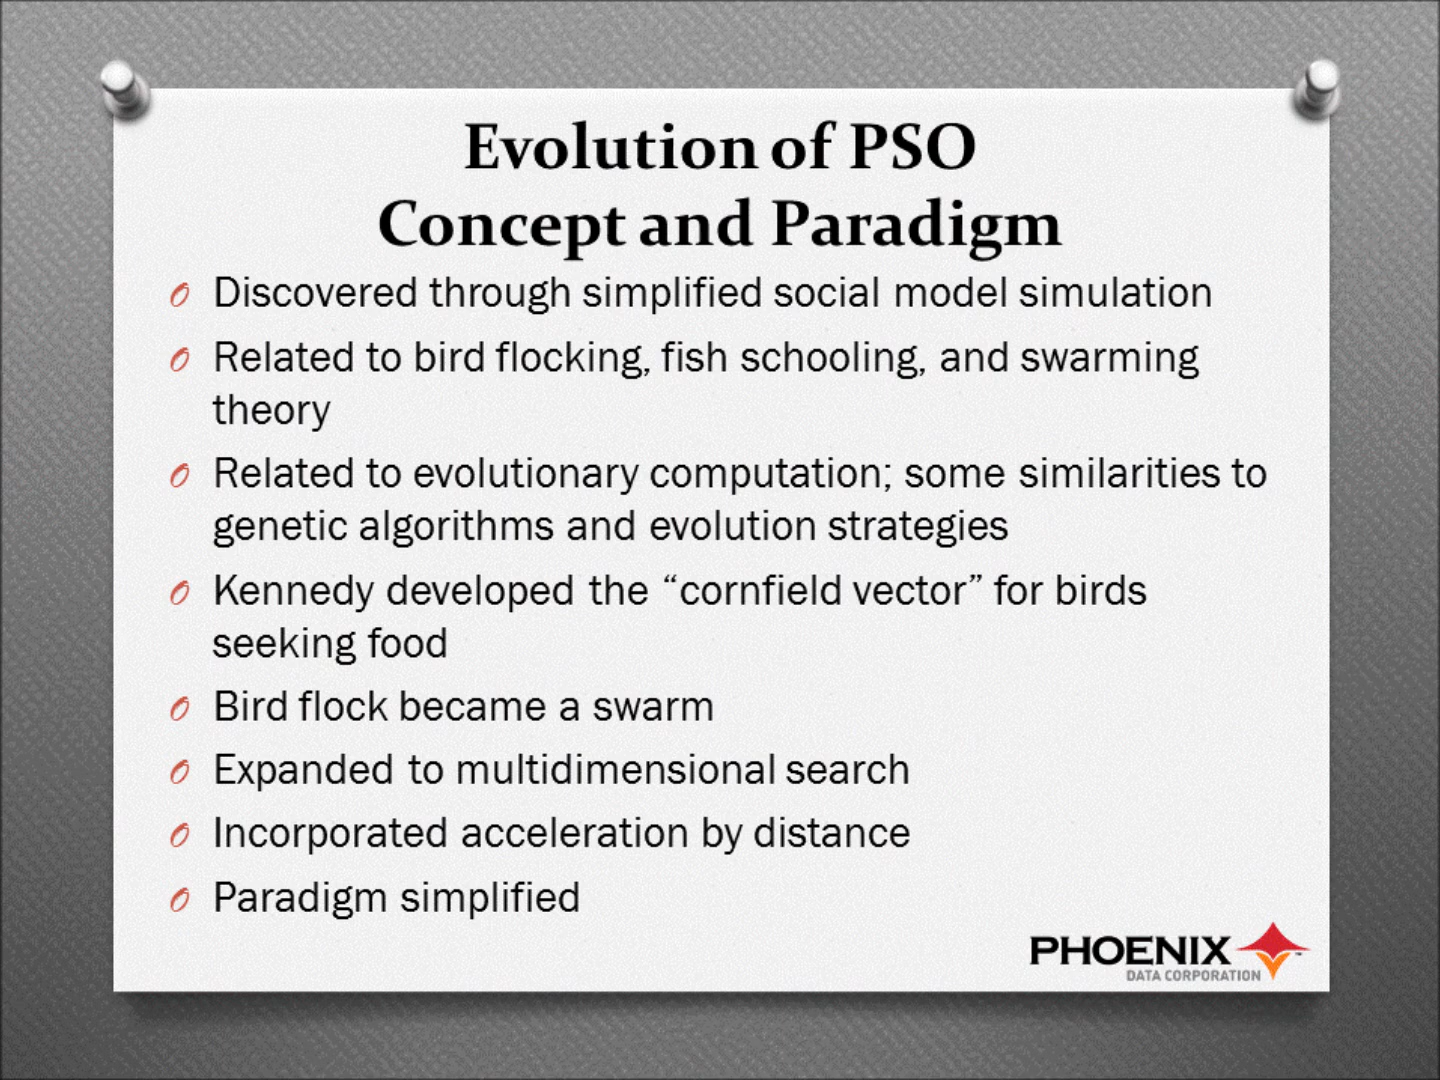 Evolution of PSO
Concept and Paradigm
Discovered through simplified social model simulation
Related to bird flocking, fish schooling, and swarming
theory
Related to evolutionary computation; some similarities to
genetic algorithms and evolution strategies
Kennedy developed the “cornfield vector” for birds
seeking food
Bird flock became a swarm
Expanded to multidimensional search
Incorporated acceleration by distance
Paradigm simplified
PHOENIX
DATA CORPORATION